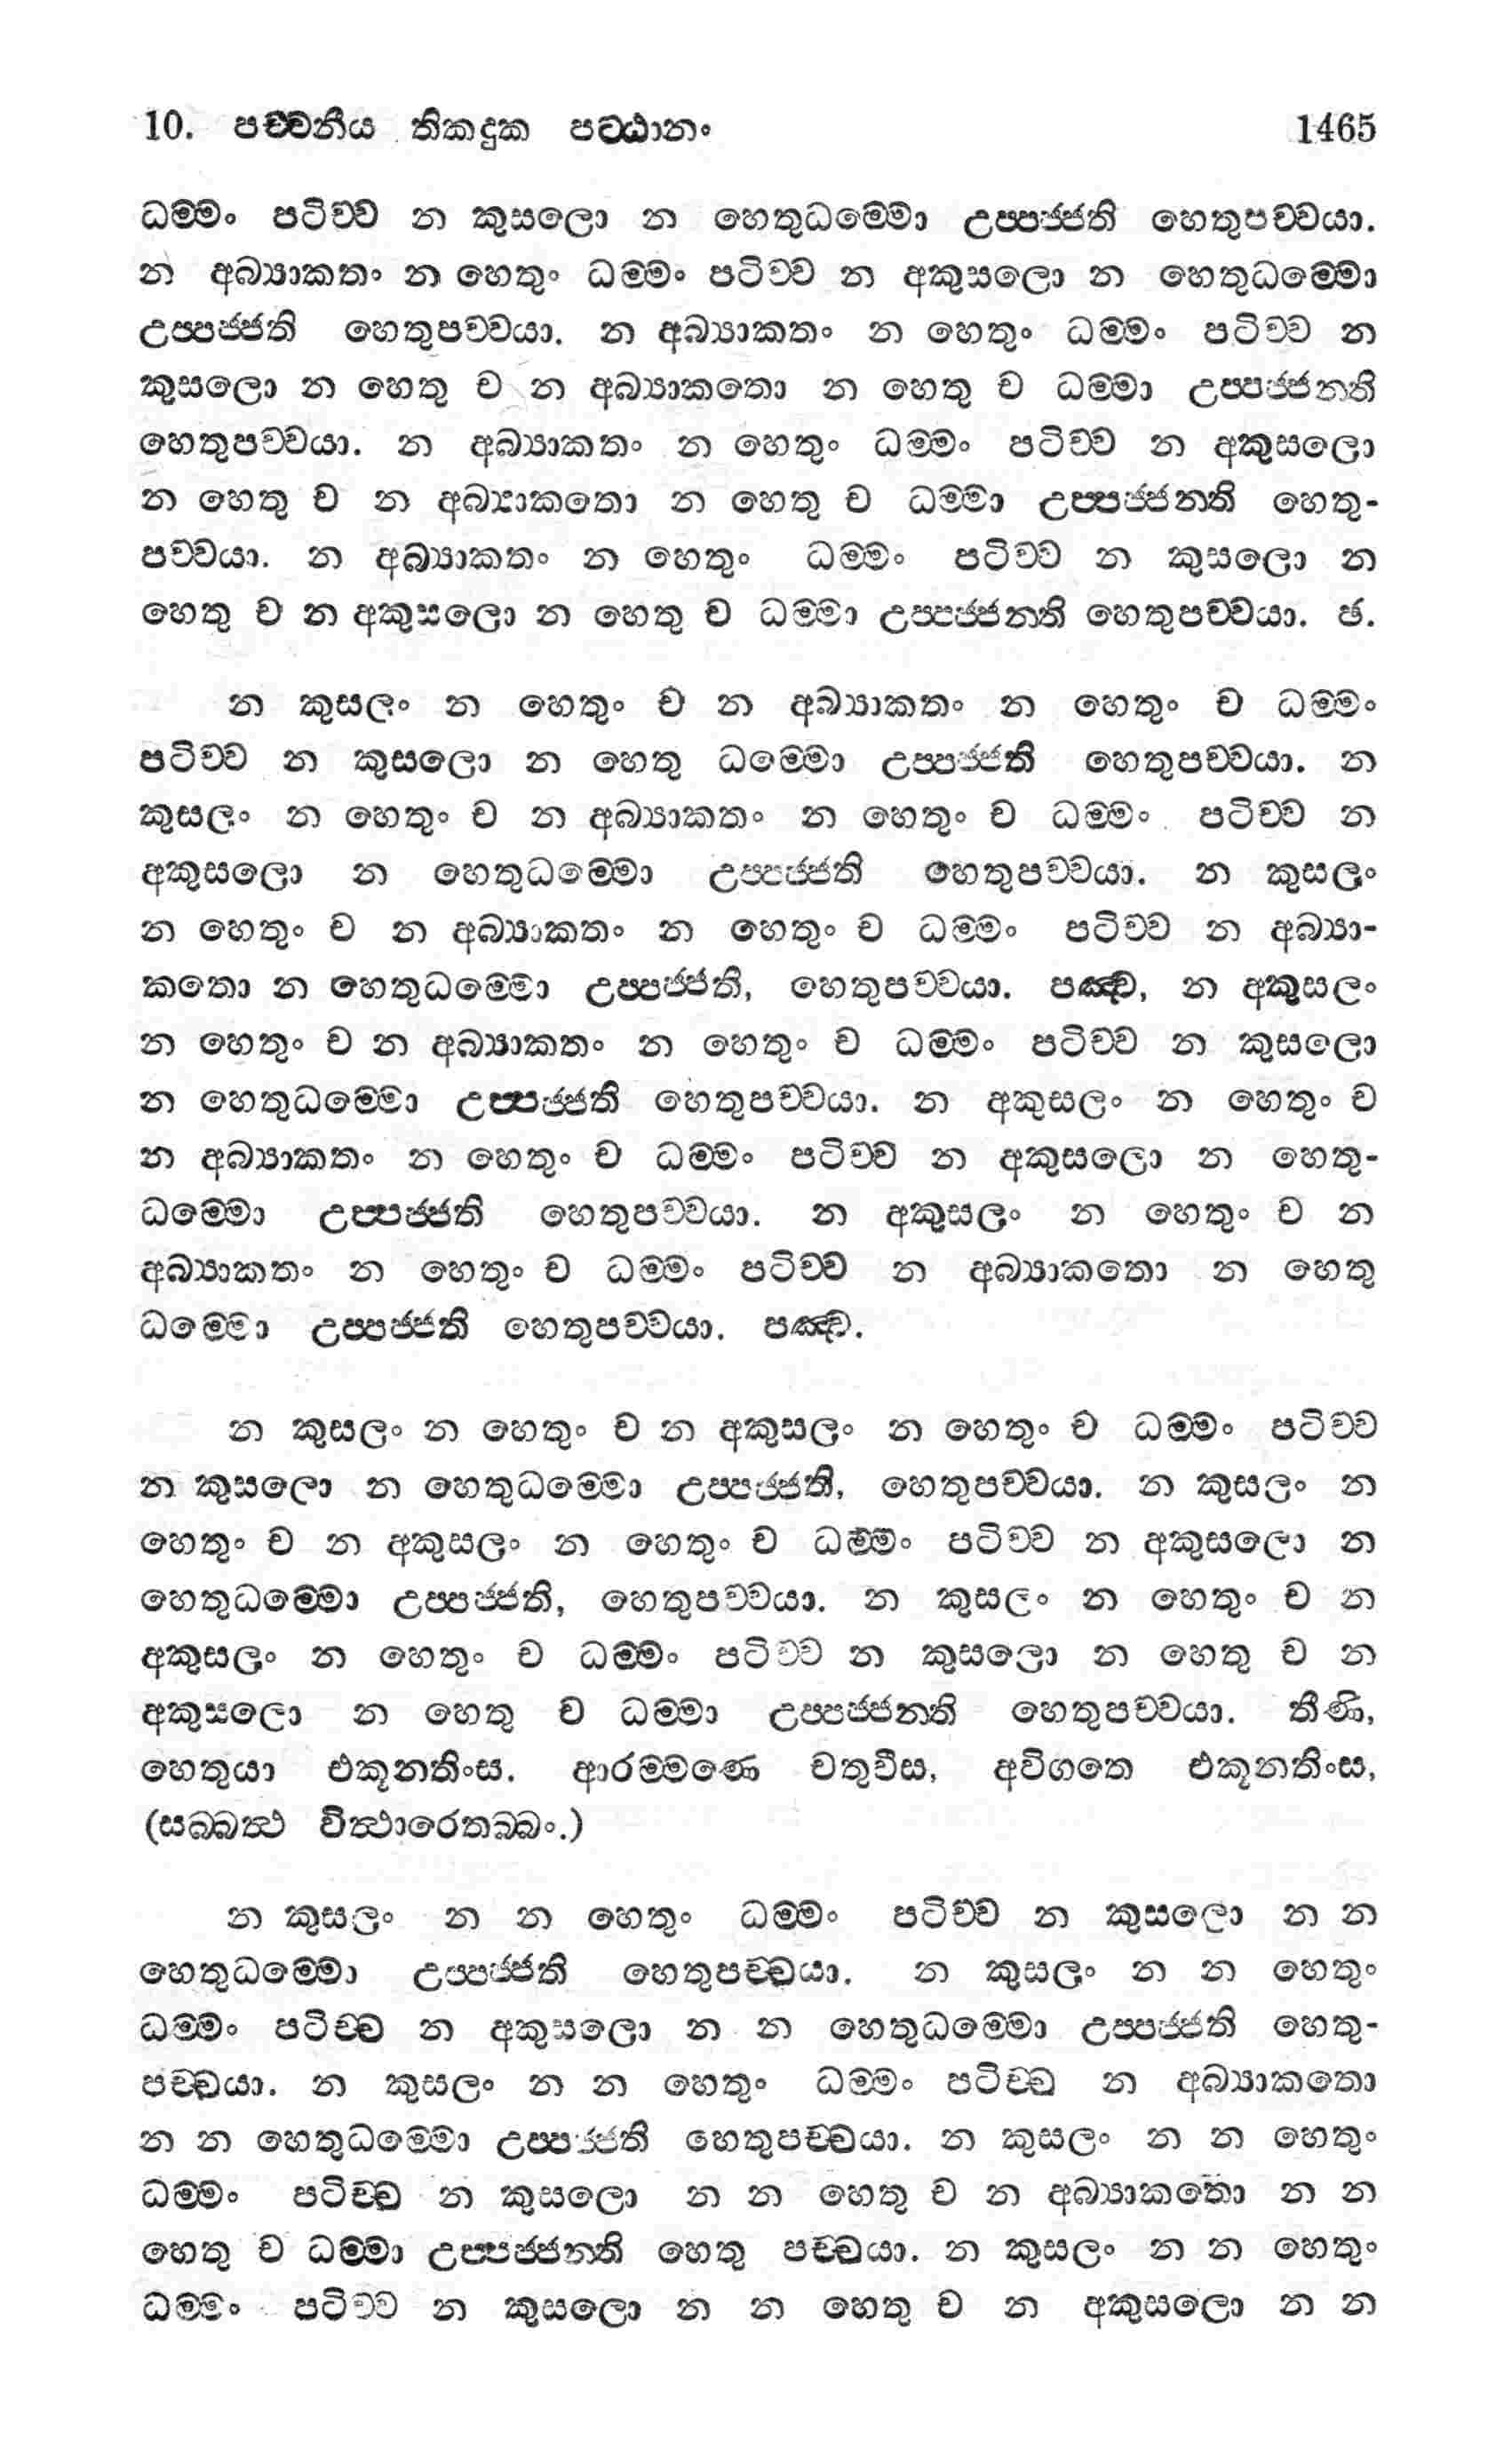 10. පච්චනීය තිකදුක පට්ඨානං 1465
ධම්මං පටිච්ච න කුසලො න හෙතුධම්මො උප්පජ්ජති හෙතුපච්චයා.
න අබ්‍යාකතං න හෙතුං ධම්මං පටිච්ච න අකුසලො න හෙතුධම්මො
උප්පජ්ජති හෙතුපච්චයා. න අබ්‍යාකතං න හෙතුං ධම්මං පටිච්ච න
කුසලො න හෙතු ච න අබ්‍යාකතො න හෙතු ච ධම්මා උප්පජ්ජන්ති
හෙතුපච්චයා. න අබ්‍යාකතං න හෙතුං ධම්මං පටිච්ච න අකුසලො
න හෙතු ච න අබ්‍යාකතො න හෙතු ච ධම්මා උප්පජ්ජන්ති හෙතු-
පච්චයා. න අබ්‍යාකතං න හෙතුං ධම්මං පටිච්ච න කුසලො න
හෙතු ච න අකුසලො න හෙතු ච ධම්මා උප්පජ්ජන්ති හෙතුපච්චයා. ඡ.
න කුසලං න හෙතුං ච න අබ්‍යාකතං න හෙතුං ච ධම්මං
පටිච්ච න කුසලො න හෙතු ධම්මො උප්පජ්ජති හෙතුපච්චයා. න
කුසලං න හෙතුං ච න අබ්‍යාකතං න හෙතුං ච ධම්මං පටිච්ච න
අකුසලො න හෙතුධම්මො උප්පජ්ජති හෙතුපච්චයා. න කුසලං
න හෙතුං ච න අබ්‍යාකතං න හෙතුං ච ධම්මං පටිච්ච න අබ්‍යා-
කතො න හෙතුධම්මො උප්පජ්ජති, හෙතුපච්චයා. පඤ්ච, න අකුසලං
න හෙතුං ච න අබ්‍යාකතං න හෙතුං ච ධම්මං පටිච්ච න කුසලො
න හෙතුධම්මො උප්පජ්ජති හෙතුපච්චයා. න අකුසලං න හෙතුං ච
න අබ්‍යාකතං න හෙතුං ච ධම්මං පටිච්ච න අකුසලො න හෙතු-
ධම්මො උප්පජ්ජති හෙතුපච්චයා. න අකුසලං න හෙතුං ච න
අබ්‍යාකතං න හෙතුං ච ධම්මං පටිච්ච න අබ්‍යාකතො න හෙතු
ධම්මො උප්පජ්ජති හෙතුපච්චයා. පඤ්ච.
න කුසලං න හෙතුං ච න අකුසලං න හෙතුං ච ධම්මං පටිච්ච
න කුසලො න හෙතුධම්මො උප්පජ්ජති, හෙතුපච්චයා. න කුසලං න
හෙතුං ච න අකුසලං න හෙතුං ච ධම්මං පටිච්ච න අකුසලො න
හෙතුධම්මො උප්පජ්ජති, හෙතුපච්චයා. න කුසලං න හෙතුං ච න
අකුසලං න හෙතුං ච ධම්මං පටිච්ච න කුසලො න හෙතු ච න
අකුසලො න හෙතු ච ධම්මා උප්පජ්ජන්ති හෙතුපච්චයා. තීණි,
හෙතුයා එකූනතිංස. ආරම්මණෙ චතුවීස, අවිගතෙ එකූනතිංස,
(සබ්බත්ථ විත්ථාරෙතබ්බං.)
න කුසලං න න හෙතුං ධම්මං පටිච්ච න කුසලො න න
හෙතුධම්මො උප්පජ්ජති හෙතුපච්චයා. න කුසලං න න හෙතුං
ධම්මං පටිච්ච න අකුසලො න න හෙතුධම්මො උප්පජ්ජති හෙතු-
පච්චයා. න කුසලං න න හෙතුං ධම්මං පටිච්ච න අබ්‍යාකතො
න න හෙතුධම්මො උප්පජ්ජති හෙතුපච්චයා. න කුසලං න න හෙතුං
ධම්මං පටිච්ච න කුසලො න න හෙතු ච න අබ්‍යාකතො න න
හෙතු ච ධම්මා උප්පජ්ජන්ති හෙතු පච්චයා. න කුසලං න න හෙතුං
ධම්මං පටිච්ච න කුසලො න න හෙතු ච න අකුසලො න න